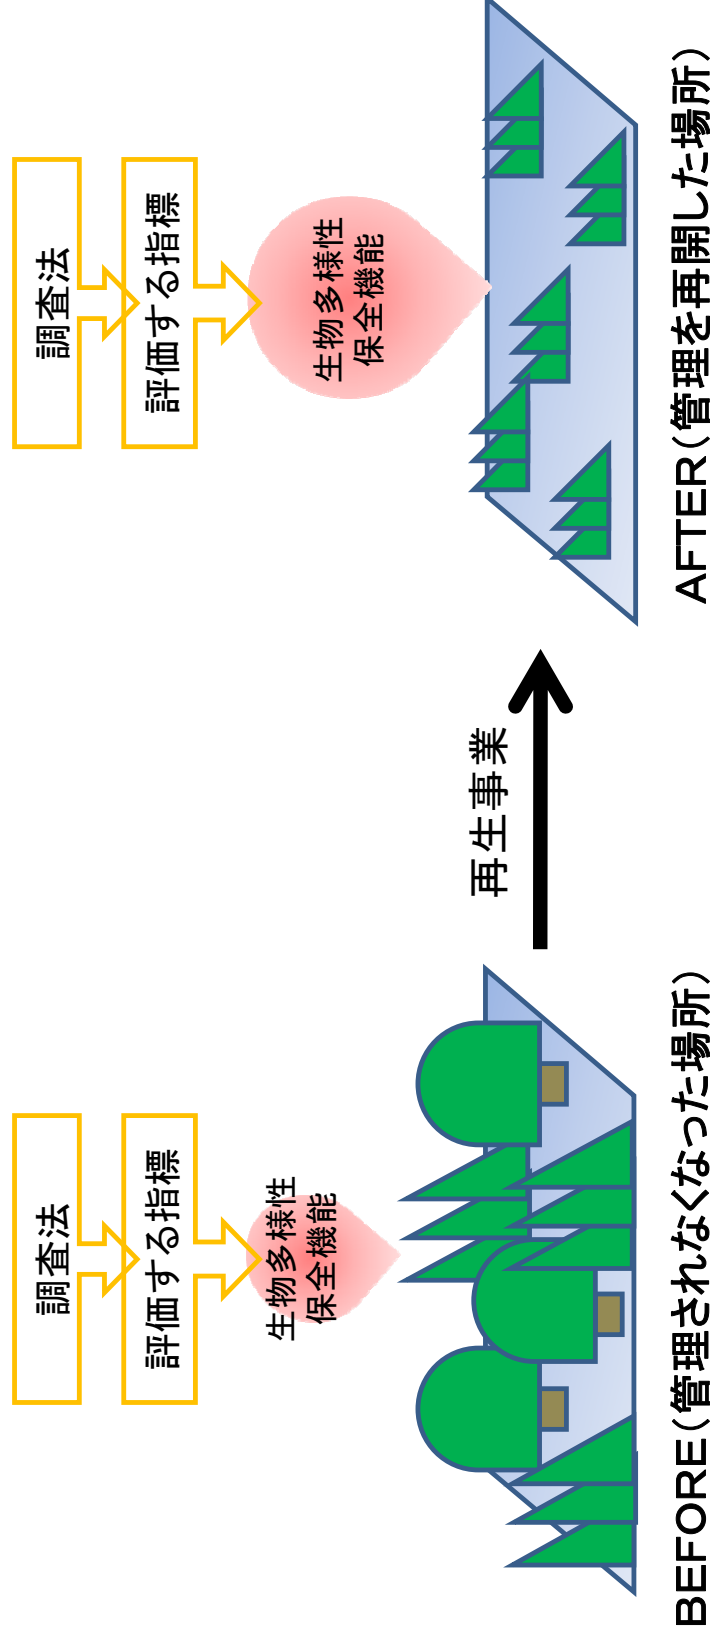 調査法
評価する指標
生物多様性
保全機能
BEFORE(管理されなくなった場所)
再生事業
調査法
評価する指標
生物多様性
保全機能
AFTER(管理を再開した場所)